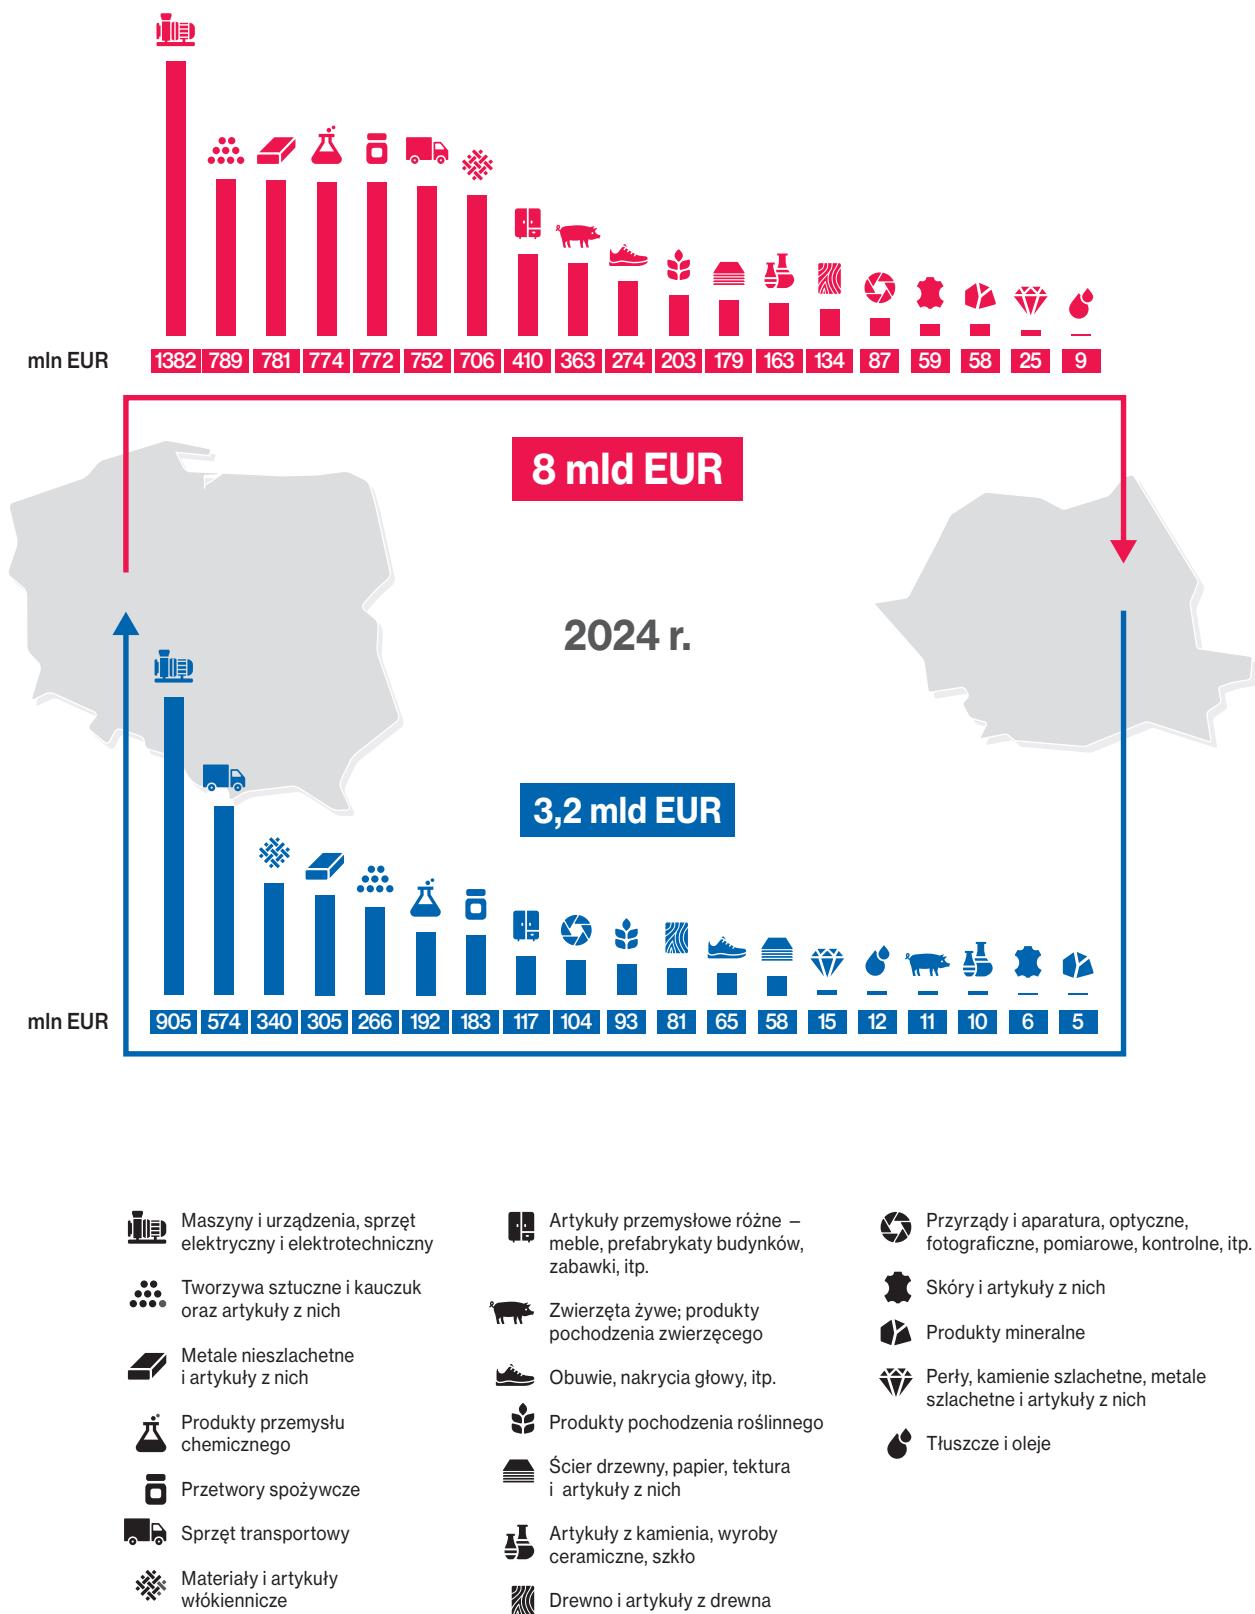 mln EUR 1382 789 781 774 772 752 706 410 363 274 203 179 163 134 87 59 58 25 9
8 mld EUR
2024 r.
3,2 mld EUR
mln EUR 905 574 340 305 266 192 183 117 104 93 81 65 58 15 12 11 10 6 5
Maszyny i urządzenia, sprzęt
elektryczny i elektrotechniczny
Tworzywa sztuczne i kauczuk
oraz artykuły z nich
Metale nieszlachetne
i artykuły z nich
Produkty przemysłu
chemicznego
Przetwory spożywcze
Sprzęt transportowy
Materiały i artykuły
włókiennicze
Artykuły przemysłowe różne –
meble, prefabrykaty budynków,
zabawki, itp.
Zwierzęta żywe; produkty
pochodzenia zwierzęcego
Obuwie, nakrycia głowy, itp.
Produkty pochodzenia roślinnego
Ścier drzewny, papier, tektura
i artykuły z nich
Artykuły z kamienia, wyroby
ceramiczne, szkło
Drewno i artykuły z drewna
Przyrządy i aparatura, optyczne,
fotograficzne, pomiarowe, kontrolne, itp.
Skóry i artykuły z nich
Produkty mineralne
Perły, kamienie szlachetne, metale
szlachetne i artykuły z nich
Tłuszcze i oleje